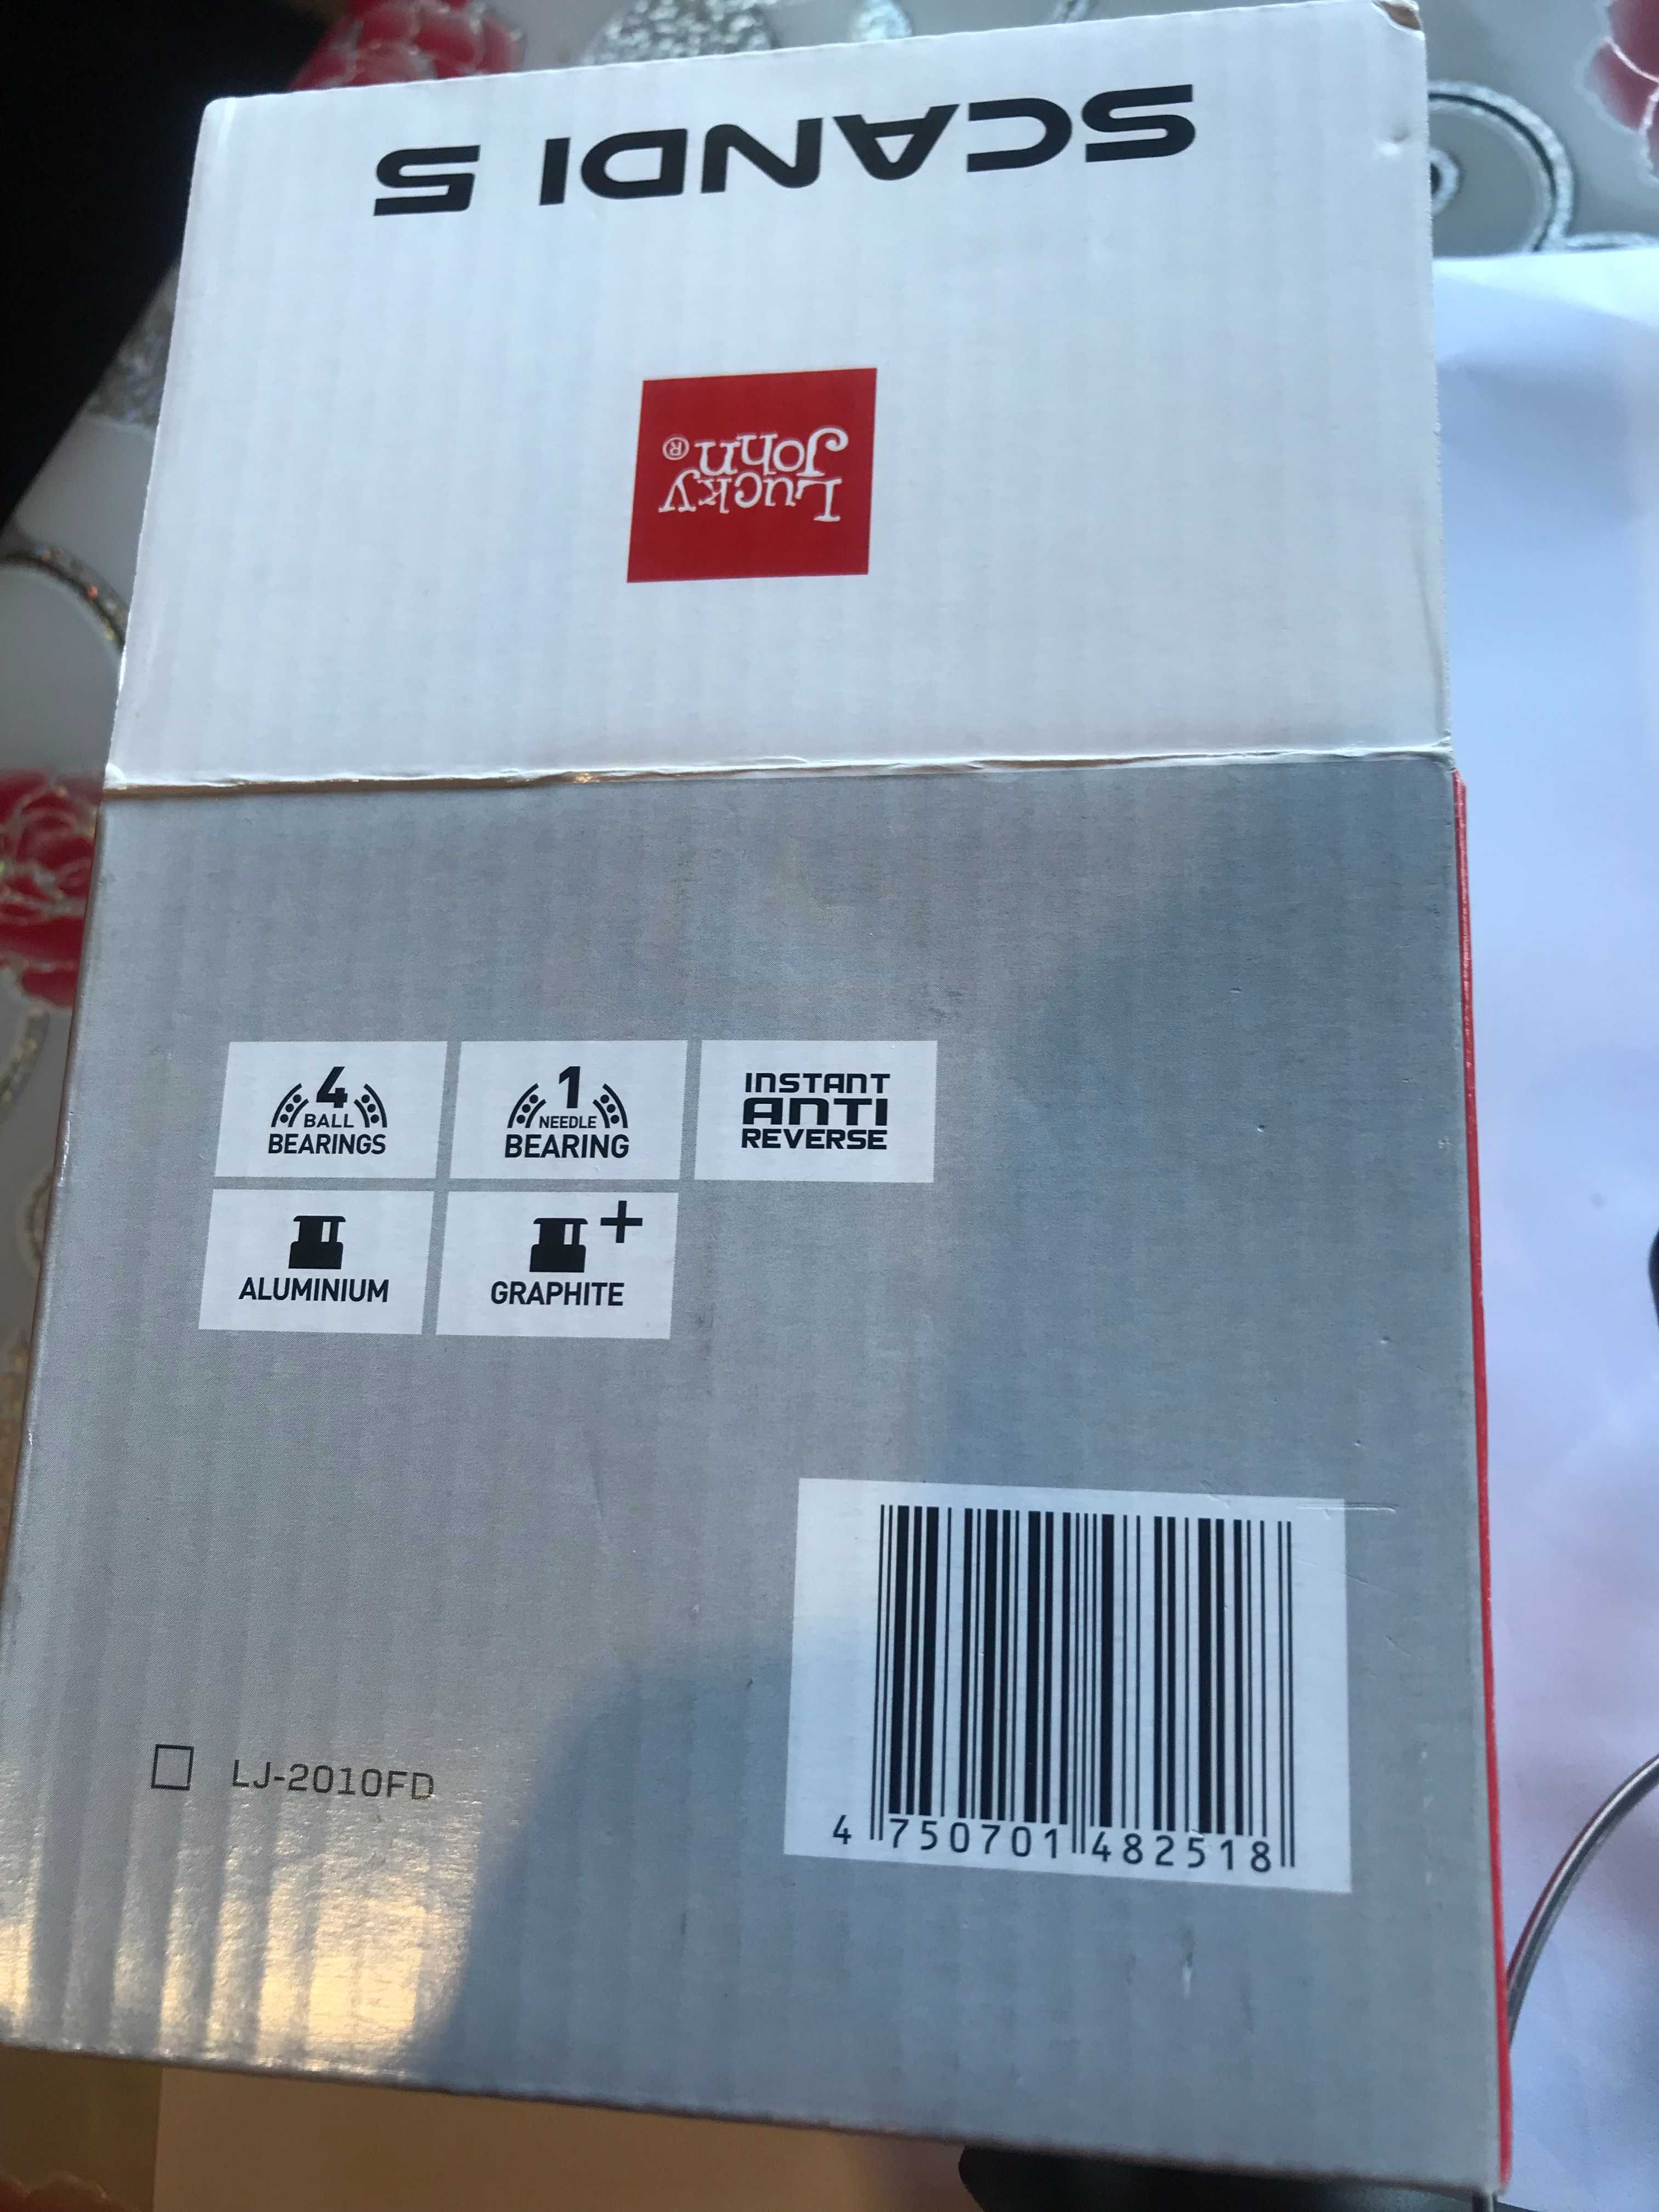 SCANDI 5
Lucky
John®
4
BALL
BEARINGS
1
NEEDLE
BEARING
INSTANT
ANTI
REVERSE
ALUMINIUM
+
GRAPHITE
LJ-2010FD
4 750701 482518